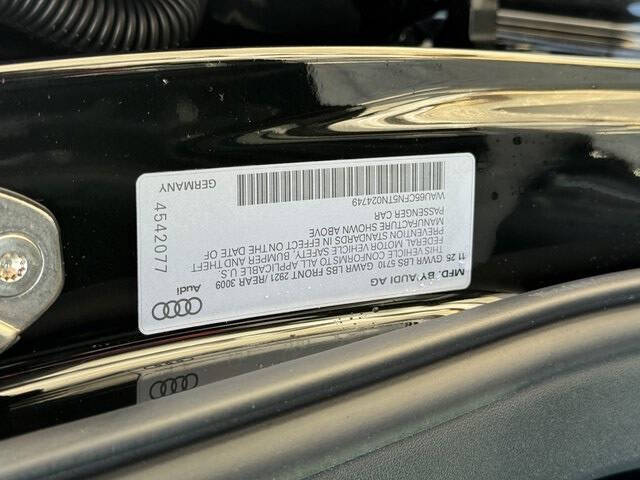 MFD. BY AUDI AG
11 25 GVWR LBS 5710 GAWR LBS FRONT 2921 /REAR 3009
THIS VEHICLE CONFORMS TO ALL APPLICABLE U.S.
FEDERAL MOTOR VEHICLE SAFETY, BUMPER AND THEFT
PREVENTION STANDARDS IN EFFECT ON THE DATE OF
MANUFACTURE SHOWN ABOVE
PASSENGER CAR
WAU65CFN5TN024749
Audi
4542077
GERMANY